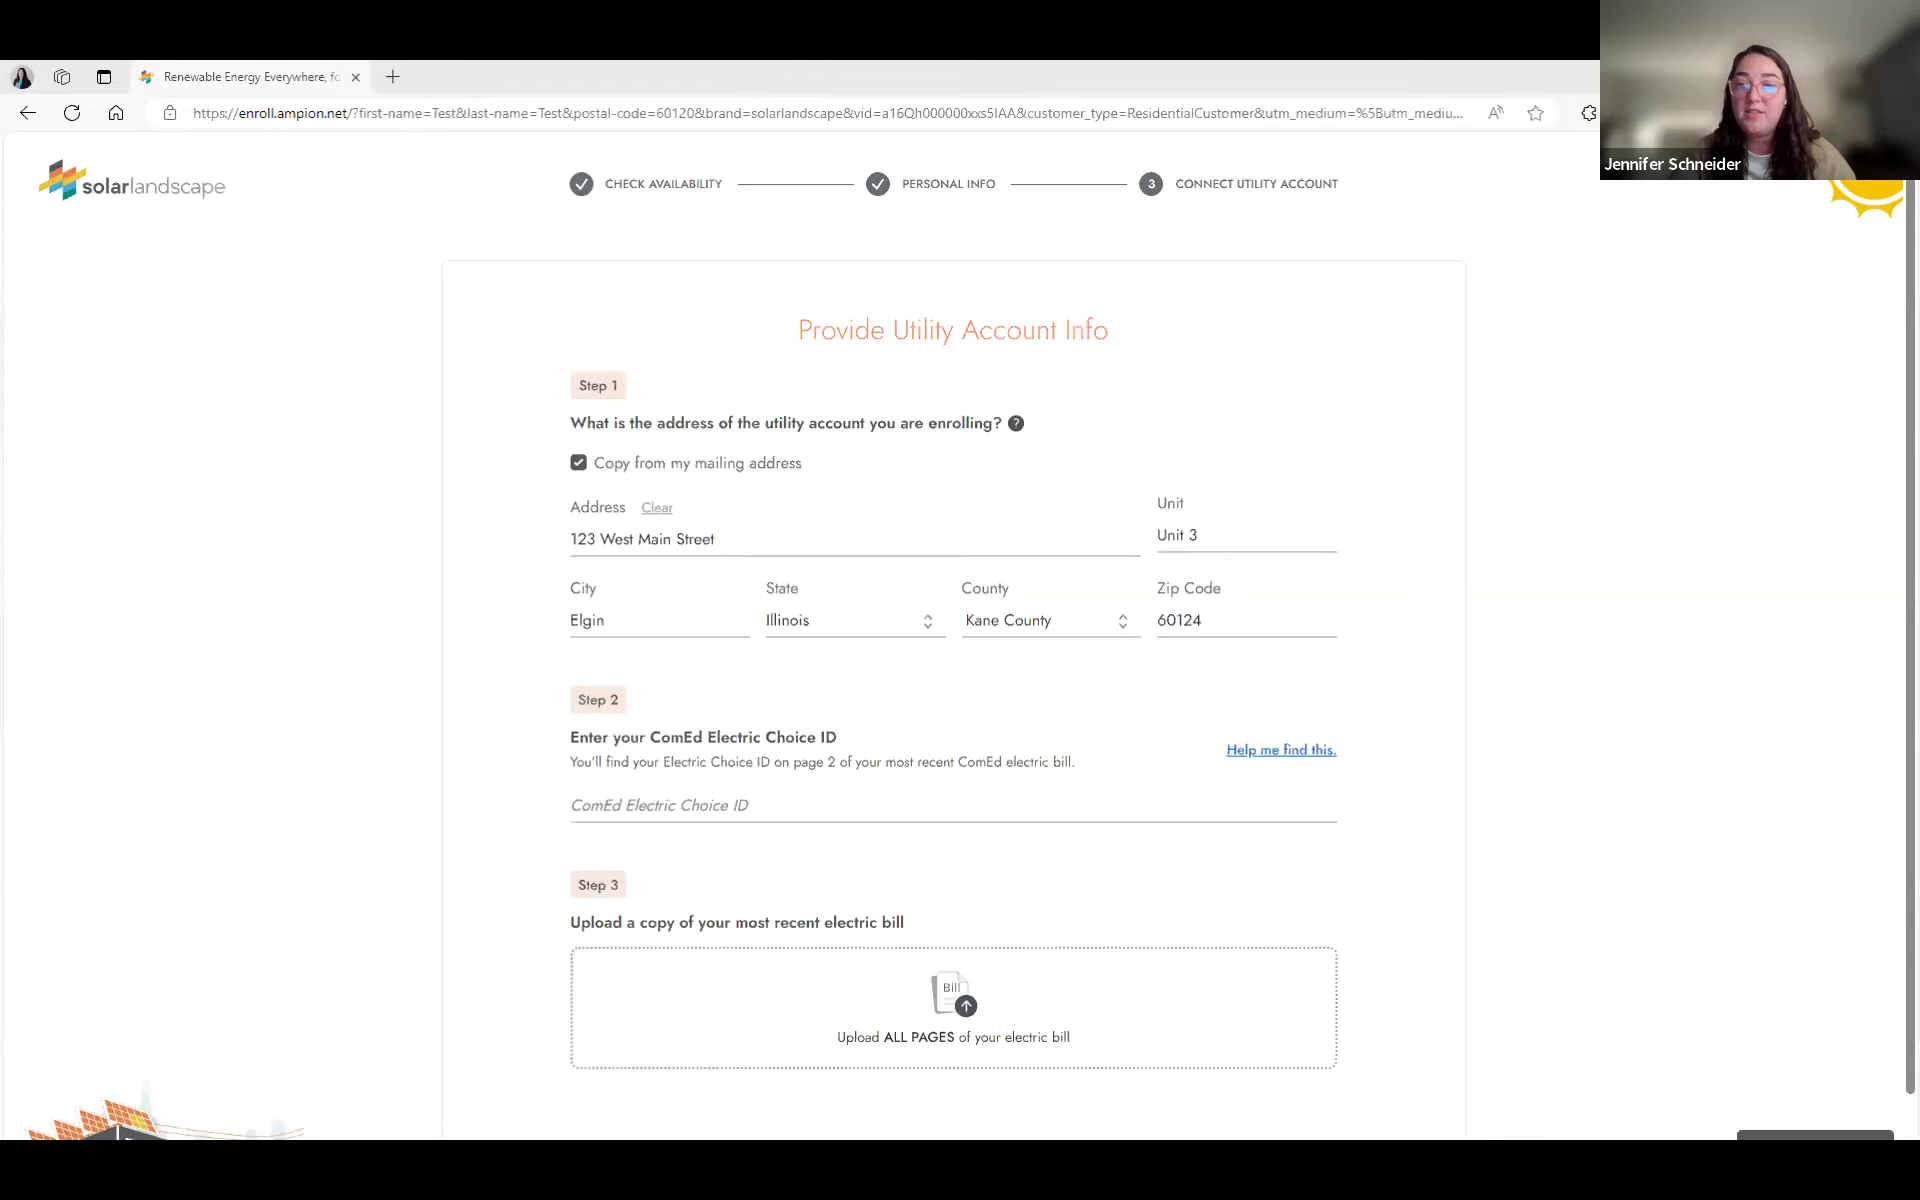 Renewable Energy Everywhere, fo
https://enroll.ampion.net/?first-name=Test&last-name=Test&postal-code=60120&brand=solarlandscape&vid=a16Qh000000xxs5IAA&customer_type=ResidentialCustomer&utm_medium=%5Butm_mediu...
Jennifer Schneider
solarlandscape
CHECK AVAILABILITY
PERSONAL INFO
3 CONNECT UTILITY ACCOUNT
Provide Utility Account Info
Step 1
What is the address of the utility account you are enrolling? ?
Copy from my mailing address
Address Clear
Unit
123 West Main Street
Unit 3
City State County Zip Code
Elgin Illinois Kane County 60124
Step 2
Enter your ComEd Electric Choice ID
Help me find this.
You'll find your Electric Choice ID on page 2 of your most recent ComEd electric bill.
ComEd Electric Choice ID
Step 3
Upload a copy of your most recent electric bill
Bill
Upload ALL PAGES of your electric bill